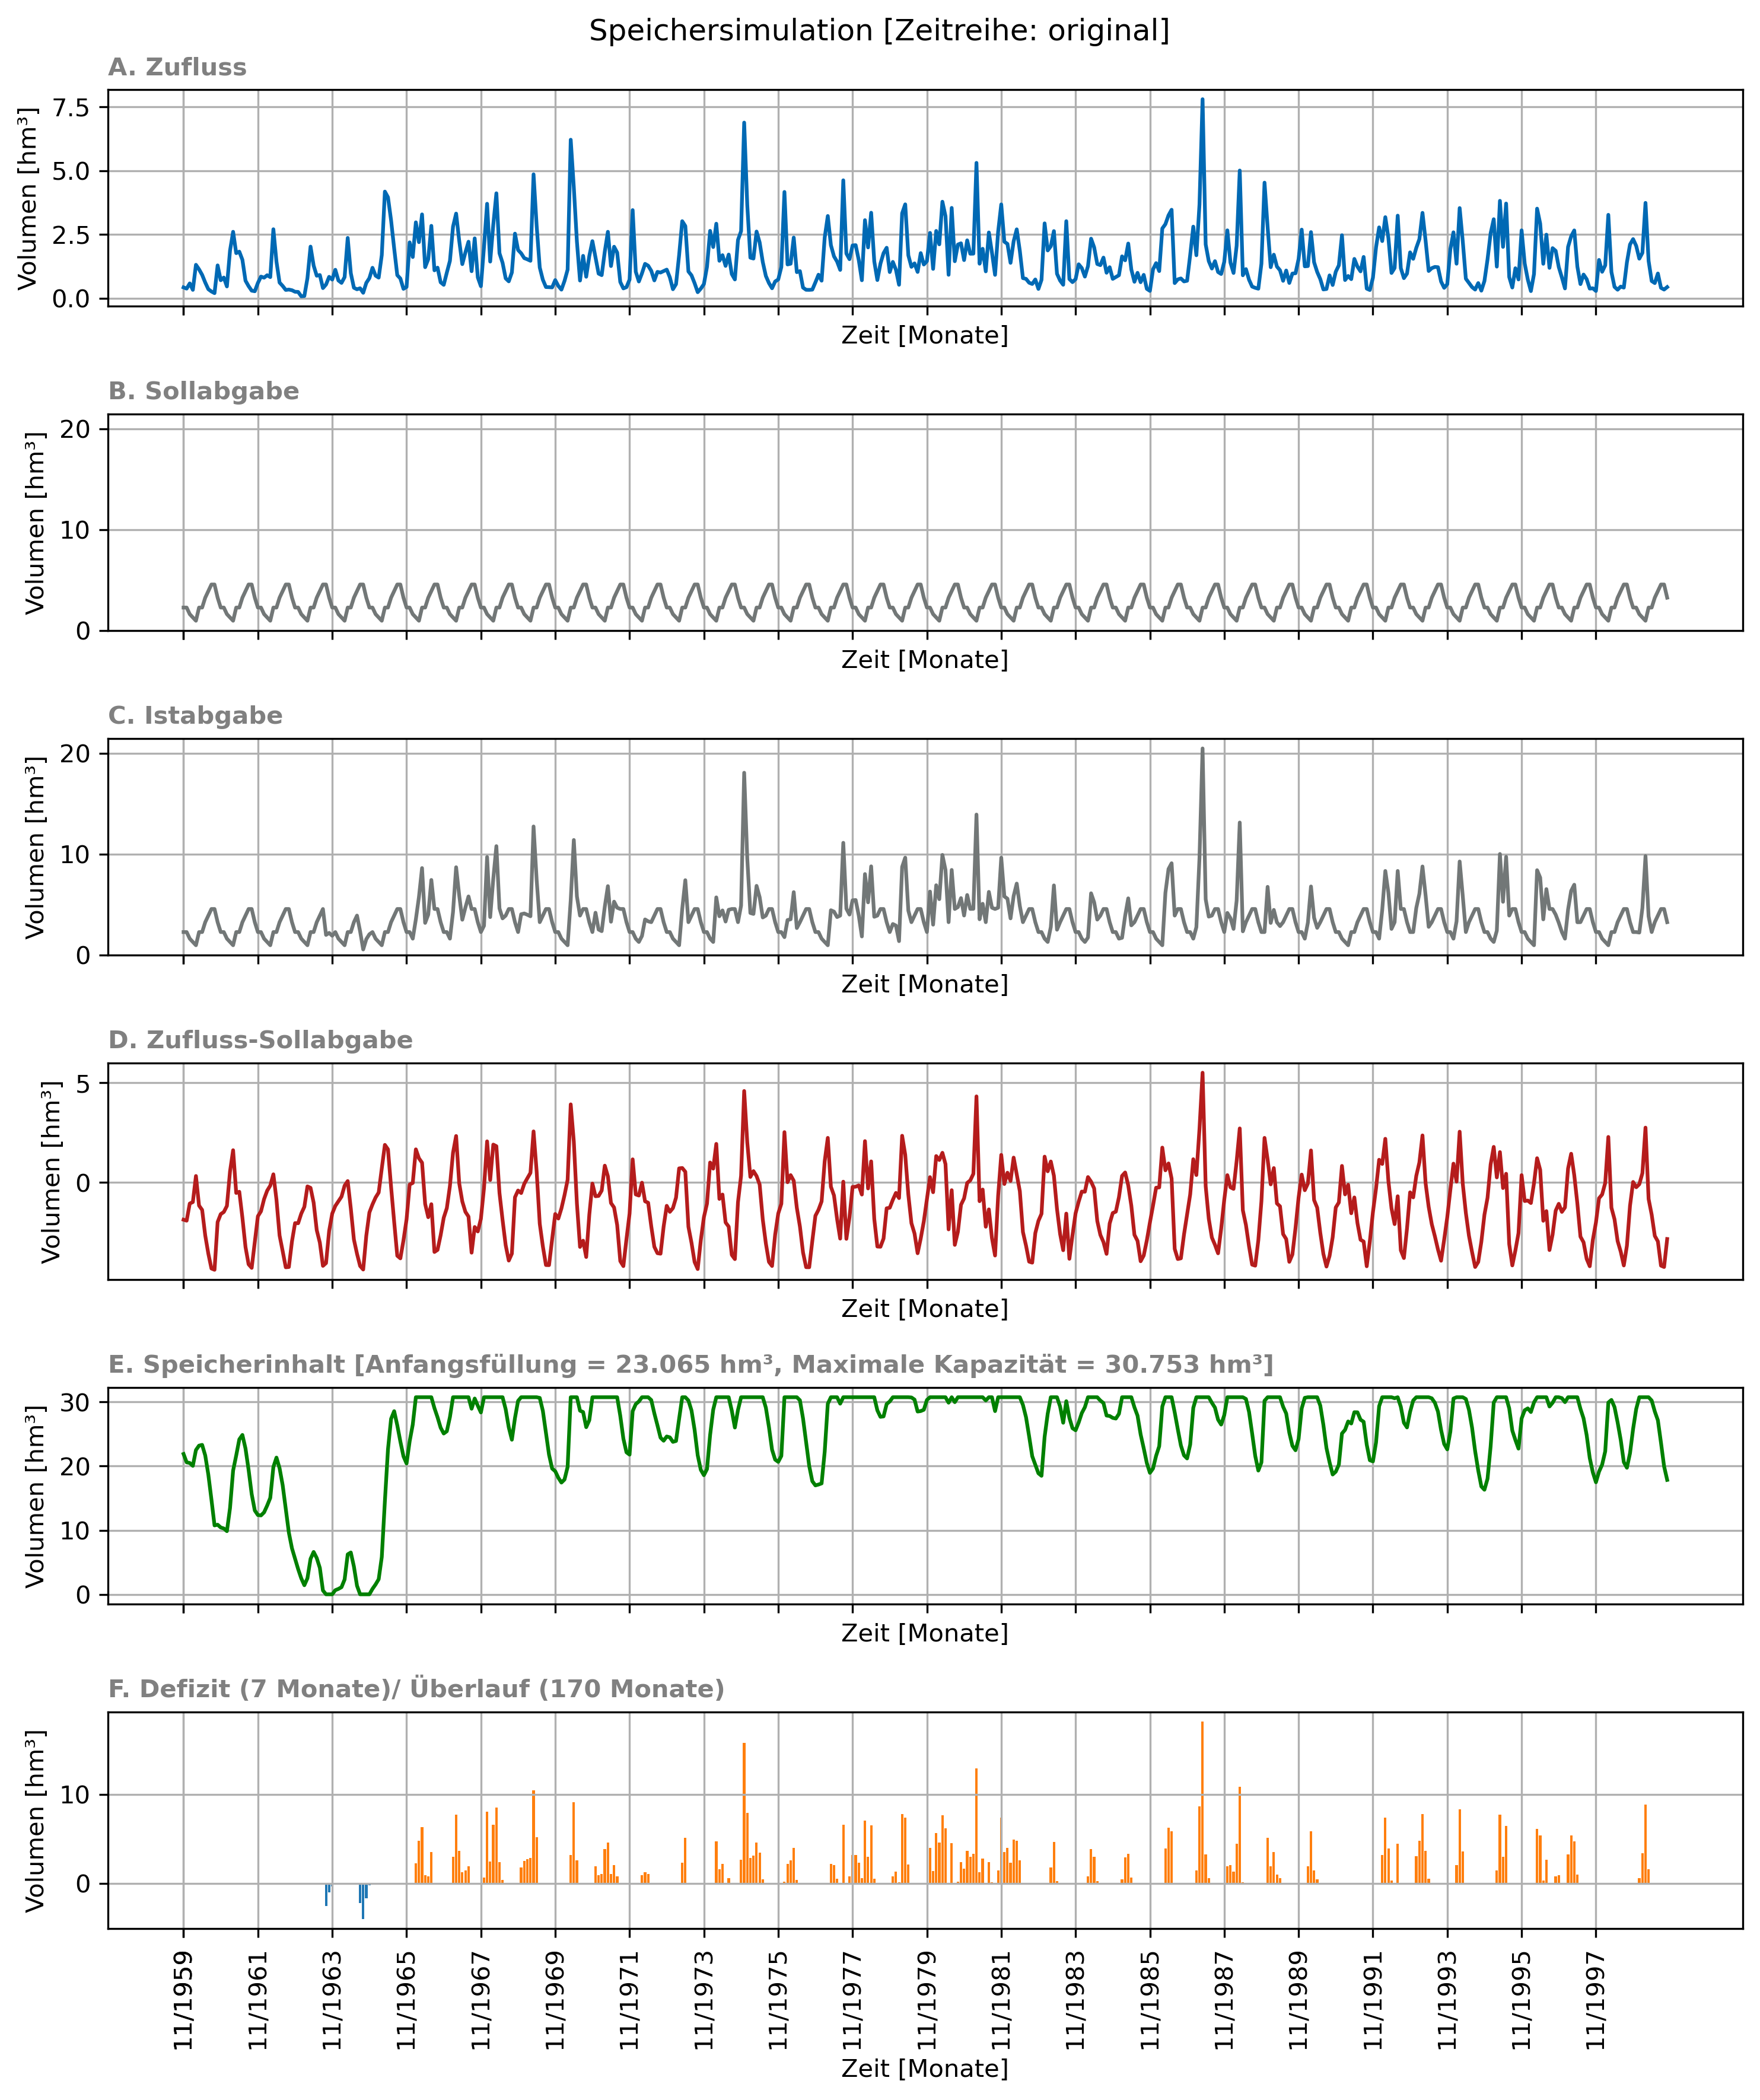 Speichersimulation [Zeitreihe: original]
A. Zufluss
Volumen [hm³]
7.5
5.0
2.5
0.0
Zeit [Monate]
B. Sollabgabe
Volumen [hm³]
20
10
0
Zeit [Monate]
C. Istabgabe
Volumen [hm³]
20
10
0
Zeit [Monate]
D. Zufluss-Sollabgabe
Volumen [hm³]
5
0
Zeit [Monate]
E. Speicherinhalt [Anfangsfüllung = 23.065 hm³, Maximale Kapazität = 30.753 hm³]
Volumen [hm³]
30
20
10
0
Zeit [Monate]
F. Defizit (7 Monate)/ Überlauf (170 Monate)
Volumen [hm³]
10
0
11/1959
11/1961
11/1963
11/1965
11/1967
11/1969
11/1971
11/1973
11/1975
11/1977
11/1979
11/1981
11/1983
11/1985
11/1987
11/1989
11/1991
11/1993
11/1995
11/1997
Zeit [Monate]